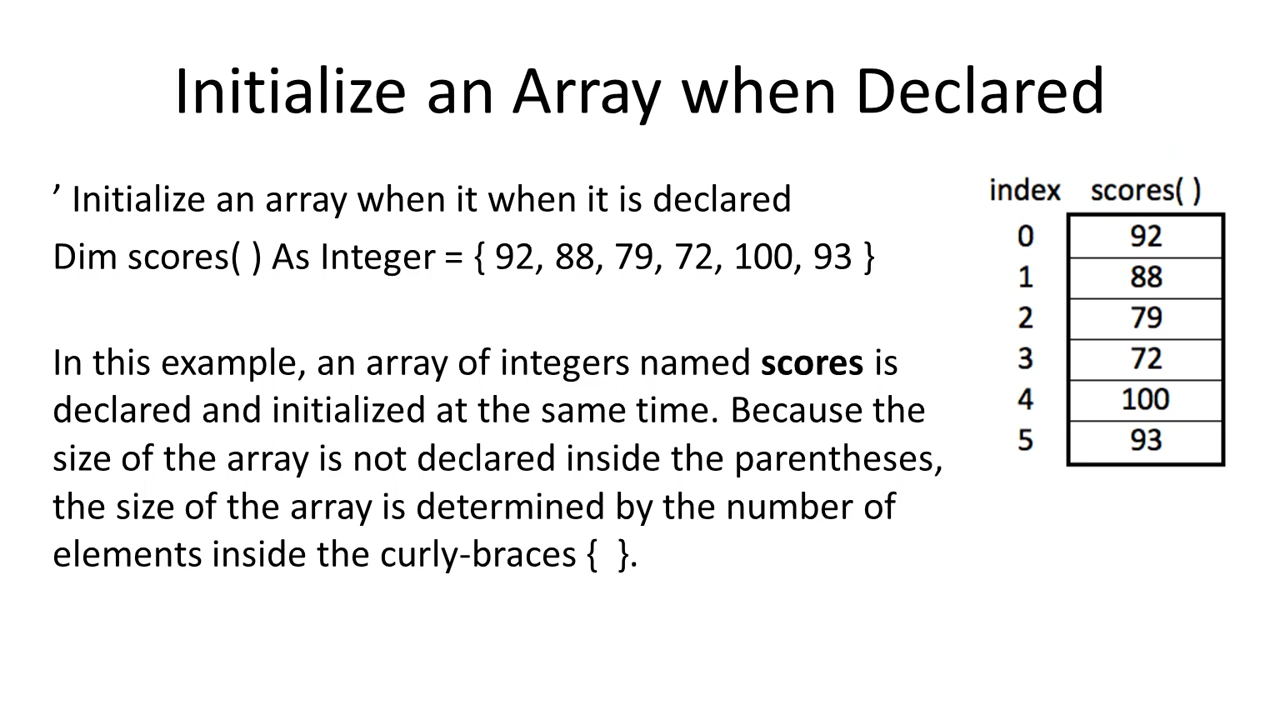 Initialize an Array when Declared
’ Initialize an array when it when it is declared
Dim scores( ) As Integer = { 92, 88, 79, 72, 100, 93 }
In this example, an array of integers named scores is
declared and initialized at the same time. Because the
size of the array is not declared inside the parentheses,
the size of the array is determined by the number of
elements inside the curly-braces {  }.
index scores( )
0 92
1 88
2 79
3 72
4 100
5 93